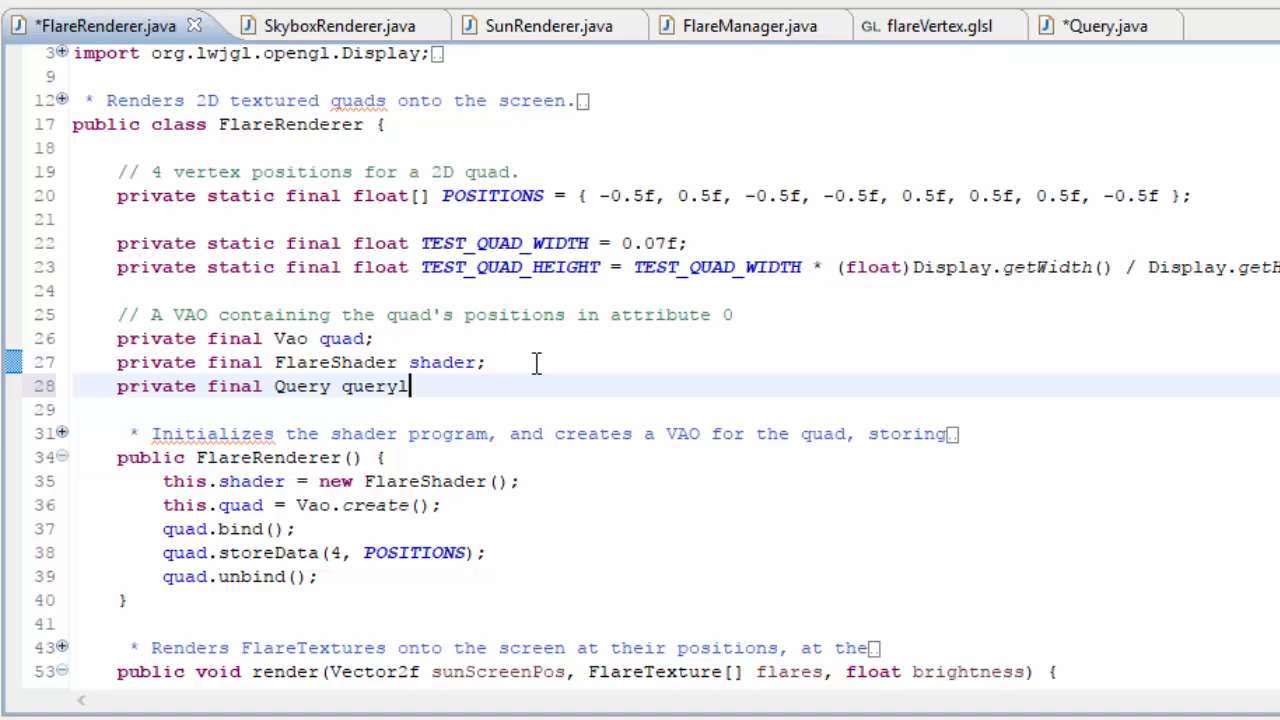 *FlareRenderer.java SkyboxRenderer.java SunRenderer.java FlareManager.java GL flareVertex.glsl *Query.java
3 import org.lwjgl.opengl.Display;
9
12 * Renders 2D textured quads onto the screen.
17 public class FlareRenderer {
18
19 // 4 vertex positions for a 2D quad.
20 private static final float[] POSITIONS = { -0.5f, 0.5f, -0.5f, -0.5f, 0.5f, 0.5f, 0.5f, -0.5f };
21
22 private static final float TEST_QUAD_WIDTH = 0.07f;
23 private static final float TEST_QUAD_HEIGHT = TEST_QUAD_WIDTH * (float)Display.getWidth() / Display.getH
24
25 // A VAO containing the quad's positions in attribute 0
26 private final Vao quad;
27 private final FlareShader shader;
28 private final Query queryl
29
31 * Initializes the shader program, and creates a VAO for the quad, storing
34 public FlareRenderer() {
35 this.shader = new FlareShader();
36 this.quad = Vao.create();
37 quad.bind();
38 quad.storeData(4, POSITIONS);
39 quad.unbind();
40 }
41
43 * Renders FlareTextures onto the screen at their positions, at the
53 public void render(Vector2f sunScreenPos, FlareTexture[] flares, float brightness) {